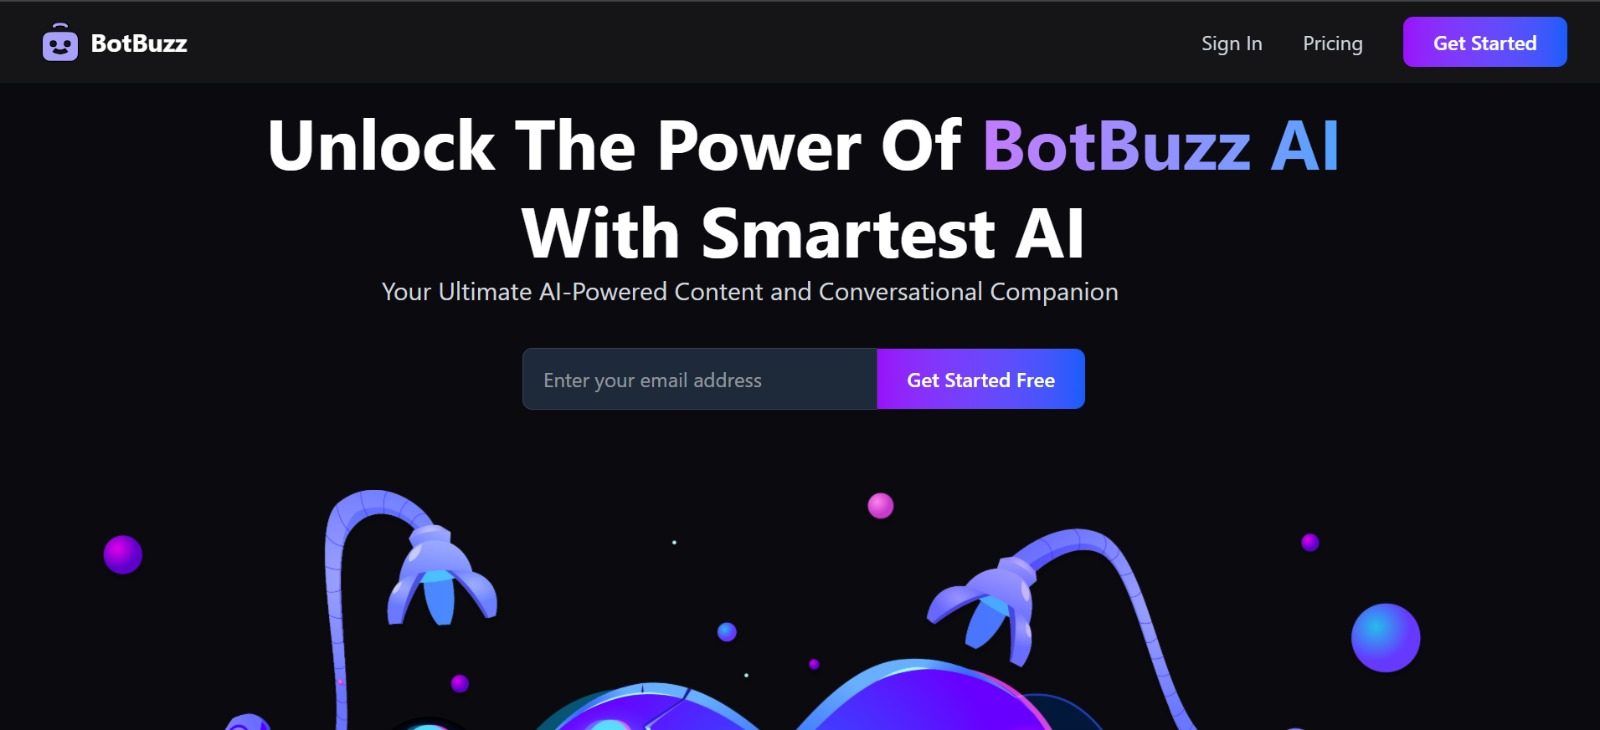 BotBuzz
Sign In
Pricing
Get Started
Unlock The Power Of BotBuzz AI
With Smartest AI
Your Ultimate AI-Powered Content and Conversational Companion
Enter your email address
Get Started Free